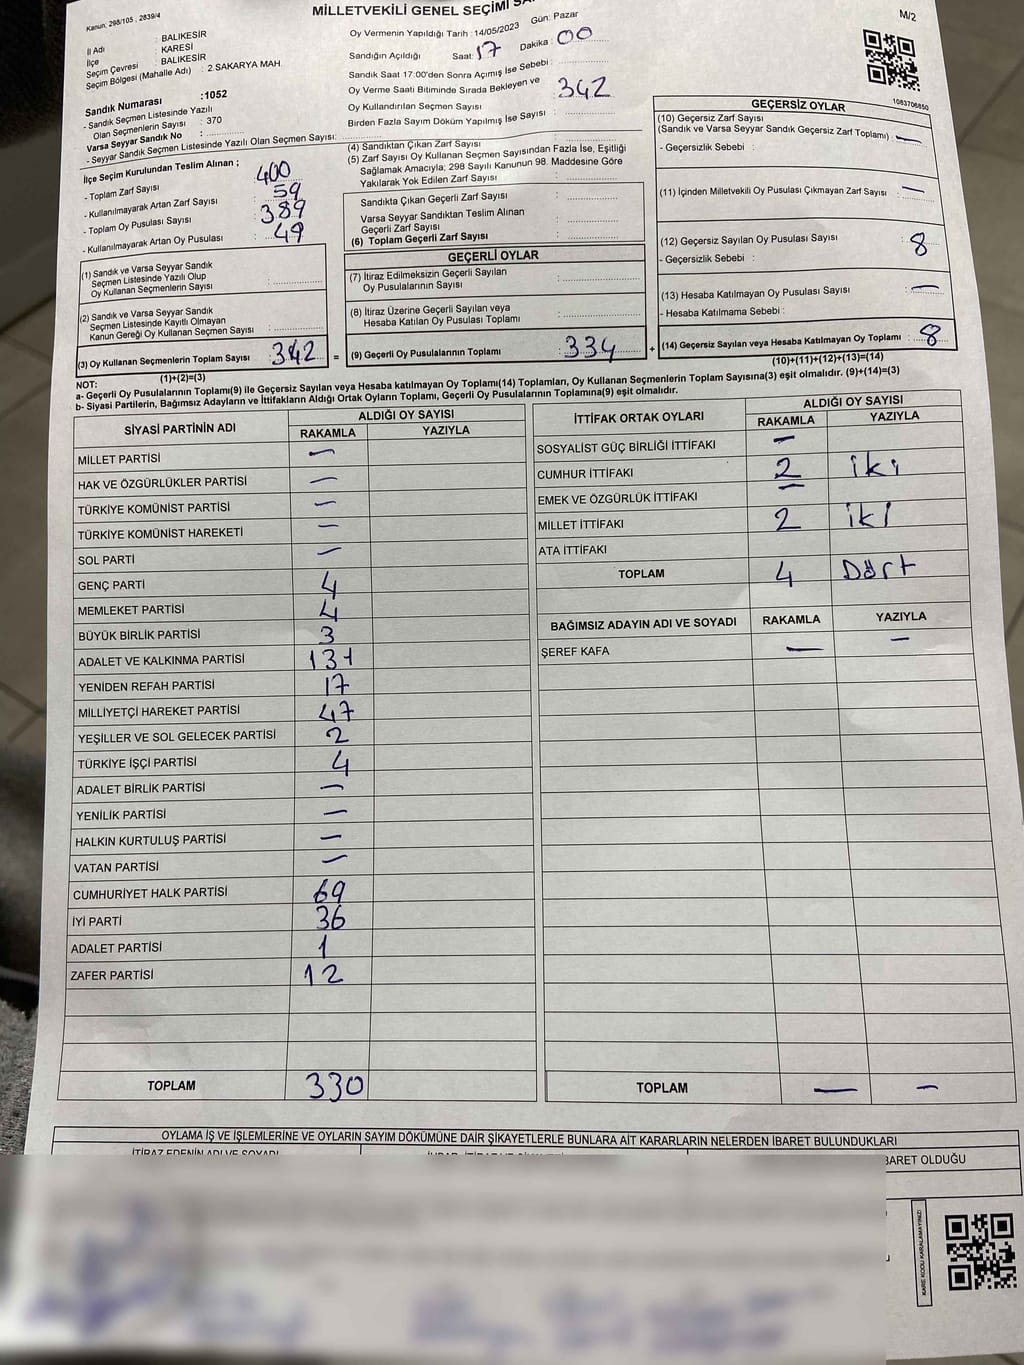 Kanun: 298/105 , 2839/4
MİLLETVEKİLİ GENEL SEÇİMİ
M/2
İl Adı : BALIKESİR
İlçe : KARESİ
Seçim Çevresi : BALIKESİR
Seçim Bölgesi (Mahalle Adı) : 2 SAKARYA MAH.
Oy Vermenin Yapıldığı Tarih : 14/05/2023 Gün: Pazar
Sandığın Açıldığı Saat: 17 Dakika : 00
Sandık Saat 17:00'den Sonra Açımış İse Sebebi :
Oy Verme Saati Bitiminde Sırada Bekleyen ve
Oy Kullandırılan Seçmen Sayısı : 342
Birden Fazla Sayım Döküm Yapılmış İse Sayısı :
Sandık Numarası :1052
- Sandık Seçmen Listesinde Yazılı
Olan Seçmenlerin Sayısı : 370
Varsa Seyyar Sandık No :
- Seyyar Sandık Seçmen Listesinde Yazılı Olan Seçmen Sayısı:
İlçe Seçim Kurulundan Teslim Alınan ;
- Toplam Zarf Sayısı 400
- Kullanılmayarak Artan Zarf Sayısı 59
- Toplam Oy Pusulası Sayısı 389
- Kullanılmayarak Artan Oy Pusulası : 49
(1) Sandık ve Varsa Seyyar Sandık
Seçmen Listesinde Yazılı Olup
Oy Kullanan Seçmenlerin Sayısı :
(2) Sandık ve Varsa Seyyar Sandık
Seçmen Listesinde Kayıtlı Olmayan
Kanun Gereği Oy Kullanan Seçmen Sayısı :
(3) Oy Kullanan Seçmenlerin Toplam Sayısı : 342 =
(1)+(2)=(3)
(4) Sandıktan Çıkan Zarf Sayısı :
(5) Zarf Sayısı Oy Kullanan Seçmen Sayısından Fazla İse, Eşitliği
Sağlamak Amacıyla; 298 Sayılı Kanunun 98. Maddesine Göre
Yakılarak Yok Edilen Zarf Sayısı :
Sandıkta Çıkan Geçerli Zarf Sayısı :
Varsa Seyyar Sandıktan Teslim Alınan
Geçerli Zarf Sayısı :
(6) Toplam Geçerli Zarf Sayısı :
GEÇERLİ OYLAR
(7) İtiraz Edilmeksizin Geçerli Sayılan
Oy Pusulalarının Sayısı :
(8) İtiraz Üzerine Geçerli Sayılan veya
Hesaba Katılan Oy Pusulası Toplamı :
(9) Geçerli Oy Pusulalarının Toplamı : 334 +
GEÇERSİZ OYLAR
1083706850
(10) Geçersiz Zarf Sayısı
(Sandık ve Varsa Seyyar Sandık Geçersiz Zarf Toplamı) : —
- Geçersizlik Sebebi :
(11) İçinden Milletvekili Oy Pusulası Çıkmayan Zarf Sayısı : —
(12) Geçersiz Sayılan Oy Pusulası Sayısı : 8
- Geçersizlik Sebebi :
(13) Hesaba Katılmayan Oy Pusulası Sayısı : —
- Hesaba Katılmama Sebebi :
(14) Geçersiz Sayılan veya Hesaba Katılmayan Oy Toplamı : 8
(10)+(11)+(12)+(13)=(14)
NOT:
a- Geçerli Oy Pusulalarının Toplamı(9) ile Geçersiz Sayılan veya Hesaba katılmayan Oy Toplamı(14) Toplamları, Oy Kullanan Seçmenlerin Toplam Sayısına(3) eşit olmalıdır. (9)+(14)=(3)
b- Siyasi Partilerin, Bağımsız Adayların ve İttifakların Aldığı Ortak Oyların Toplamı, Geçerli Oy Pusulalarının Toplamına(9) eşit olmalıdır.
SİYASİ PARTİNİN ADI
ALDIĞI OY SAYISI
RAKAMLA YAZIYLA
MİLLET PARTİSİ —
HAK VE ÖZGÜRLÜKLER PARTİSİ —
TÜRKİYE KOMÜNİST PARTİSİ —
TÜRKİYE KOMÜNİST HAREKETİ —
SOL PARTİ —
GENÇ PARTİ 4
MEMLEKET PARTİSİ 4
BÜYÜK BİRLİK PARTİSİ 3
ADALET VE KALKINMA PARTİSİ 131
YENİDEN REFAH PARTİSİ 17
MİLLİYETÇİ HAREKET PARTİSİ 47
YEŞİLLER VE SOL GELECEK PARTİSİ 2
TÜRKİYE İŞÇİ PARTİSİ 4
ADALET BİRLİK PARTİSİ —
YENİLİK PARTİSİ —
HALKIN KURTULUŞ PARTİSİ —
VATAN PARTİSİ —
CUMHURİYET HALK PARTİSİ 69
İYİ PARTİ 36
ADALET PARTİSİ 1
ZAFER PARTİSİ 12
TOPLAM 330
İTTİFAK ORTAK OYLARI
ALDIĞI OY SAYISI
RAKAMLA YAZIYLA
SOSYALİST GÜÇ BİRLİĞİ İTTİFAKI —
CUMHUR İTTİFAKI 2 iki
EMEK VE ÖZGÜRLÜK İTTİFAKI —
MİLLET İTTİFAKI 2 iki
ATA İTTİFAKI
TOPLAM 4 Dört
BAĞIMSIZ ADAYIN ADI VE SOYADI RAKAMLA YAZIYLA
ŞEREF KAFA — —
TOPLAM — —
OYLAMA İŞ VE İŞLEMLERİNE VE OYLARIN SAYIM DÖKÜMÜNE DAİR ŞİKAYETLERLE BUNLARA AİT KARARLARIN NELERDEN İBARET BULUNDUKLARI
İTİRAZ EDENİN ADI VE SOYADI
BARET OLDUĞU
KARE KODU KARALAMAYINIZ!